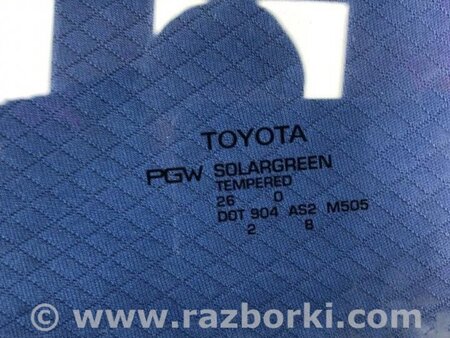 TOYOTA
PGW SOLARGREEN
TEMPERED
26 0
DOT 904 AS2 M505
2 8
© www.razborki.com